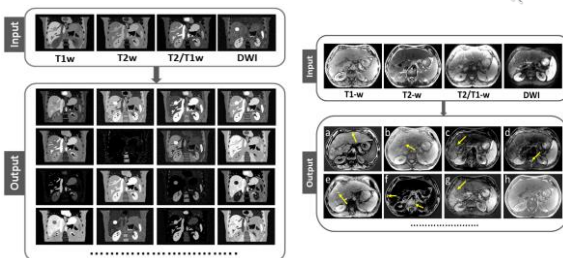 Input
T1w T2w T2/T1w DWI
Output
........................
Input
T1-w T2-w T2/T1-w DWI
Output
a b c d
e f g h
........................